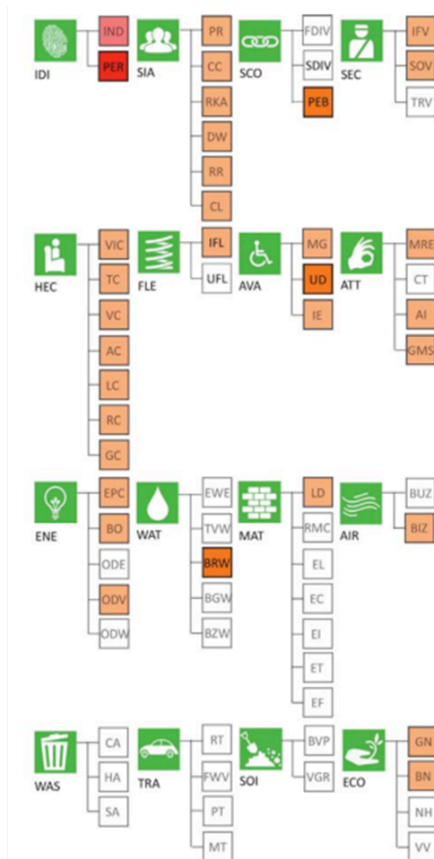 IND
PER
IDI
PR
CC
RKA
DW
RR
CL
SIA
FDIV
SDIV
PEB
SCO
IFV
SOV
TRV
SEC
VIC
TC
VC
AC
LC
RC
GC
HEC
IFL
UFL
FLE
MG
UD
IE
AVA
MRE
CT
AI
GMS
ATT
EPC
BO
ODE
ODV
ODW
ENE
EWE
TVW
BRW
BGW
BZW
WAT
LD
RMC
EL
EC
EI
ET
EF
MAT
BUZ
BIZ
AIR
CA
HA
SA
WAS
RT
FWV
PT
MT
TRA
BVP
VGR
SOI
GN
BN
NH
VV
ECO